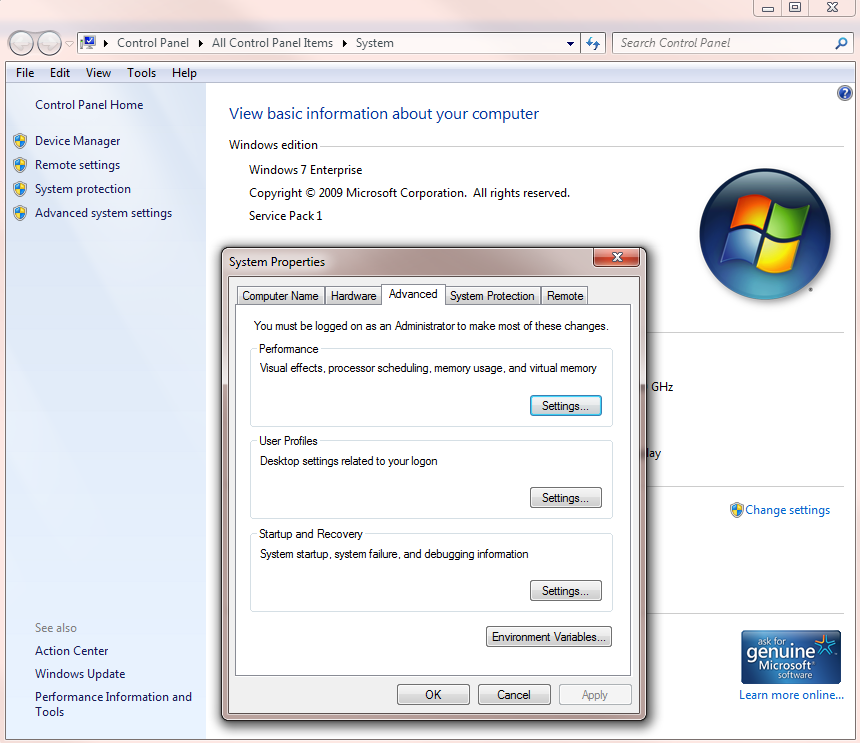 Control Panel All Control Panel Items System
Search Control Panel
File Edit View Tools Help
Control Panel Home
Device Manager
Remote settings
System protection
Advanced system settings
See also
Action Center
Windows Update
Performance Information and
Tools
View basic information about your computer
Windows edition
Windows 7 Enterprise
Copyright © 2009 Microsoft Corporation. All rights reserved.
Service Pack 1
System Properties
Computer Name Hardware Advanced System Protection Remote
You must be logged on as an Administrator to make most of these changes.
Performance
Visual effects, processor scheduling, memory usage, and virtual memory
Settings...
User Profiles
Desktop settings related to your logon
Settings...
Startup and Recovery
System startup, system failure, and debugging information
Settings...
Environment Variables...
OK Cancel Apply
GHz
Change settings
ask for
genuine
Microsoft
software
Learn more online...